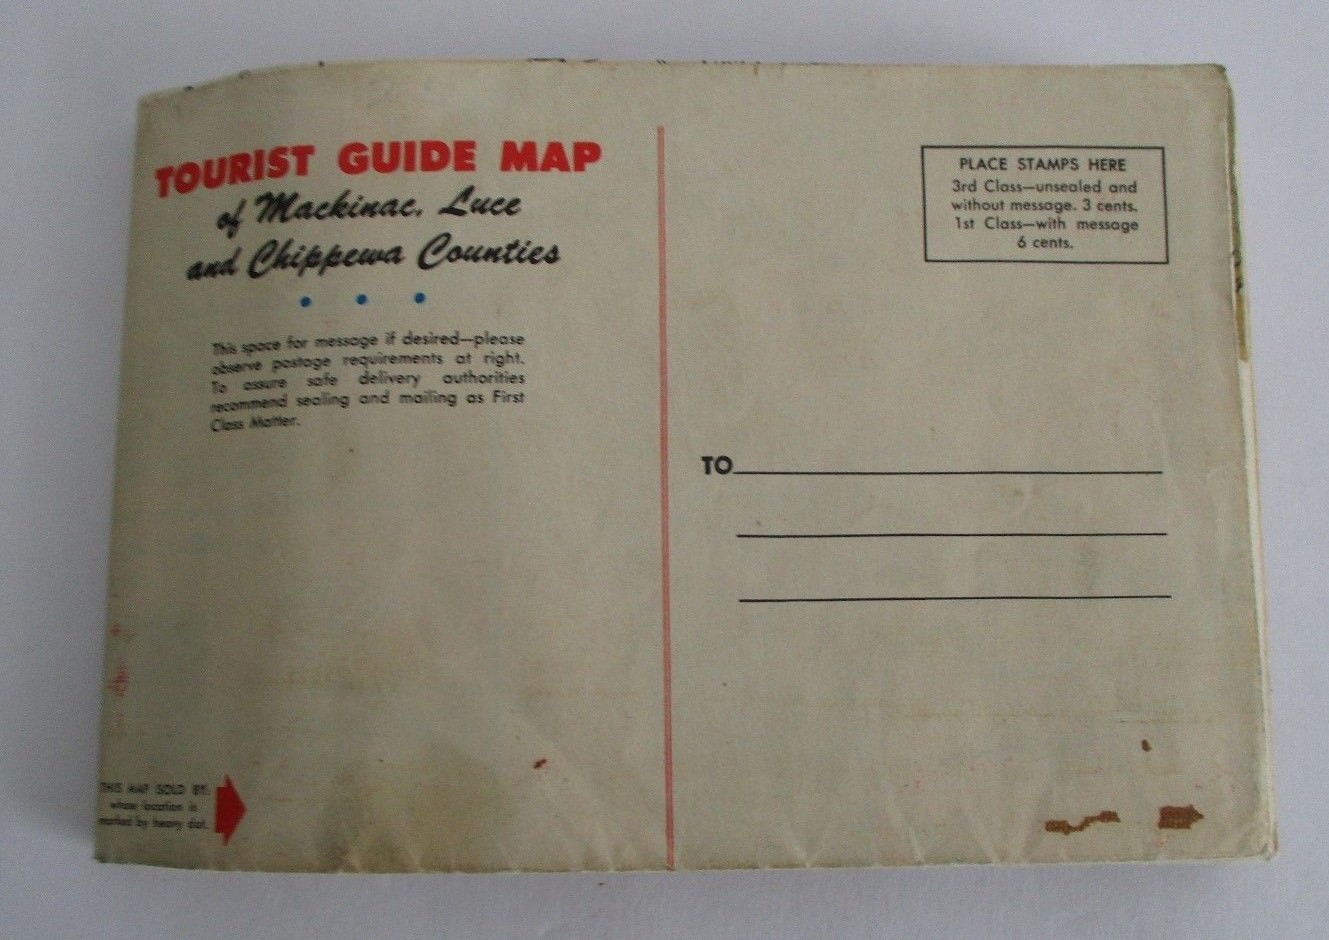 TOURIST GUIDE MAP
of Mackinac, Luce
and Chippewa Counties
This space for message if desired—please
observe postage requirements at right.
To assure safe delivery authorities
recommend sealing and mailing as First
Class Matter.
THIS MAP SOLD BY:
whose location is
marked by heavy dot.
PLACE STAMPS HERE
3rd Class—unsealed and
without message. 3 cents.
1st Class—with message
6 cents.
TO